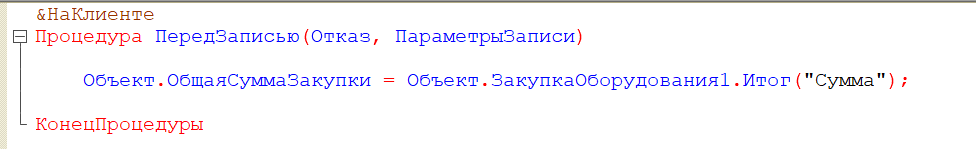 &НаКлиенте
Процедура ПередЗаписью(Отказ, ПараметрыЗаписи)
Объект.ОбщаяСуммаЗакупки = Объект.ЗакупкаОборудования1.Итог("Сумма");
КонецПроцедуры